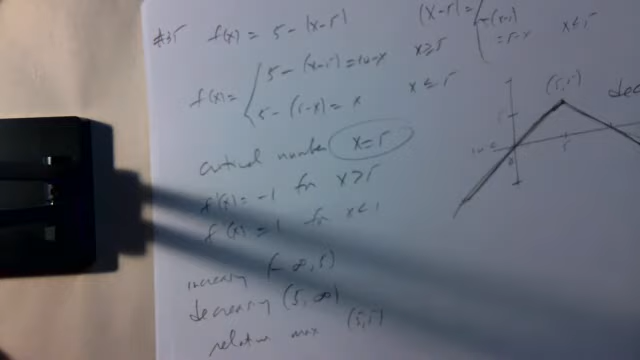 #35 f(x) = 5 - |x-5|
|x-5| = { -(x-5) = 5-x x≤5
f(x) = { 5 - (x-5) = 10-x x≥5
5 - (5-x) = x x≤5
(5,5)
5
0
critical number x=5
f'(x) = -1 for x>5
f'(x) = 1 for x<
increasing (-∞,5)
decreasing (5,∞)
relative max (5,5)